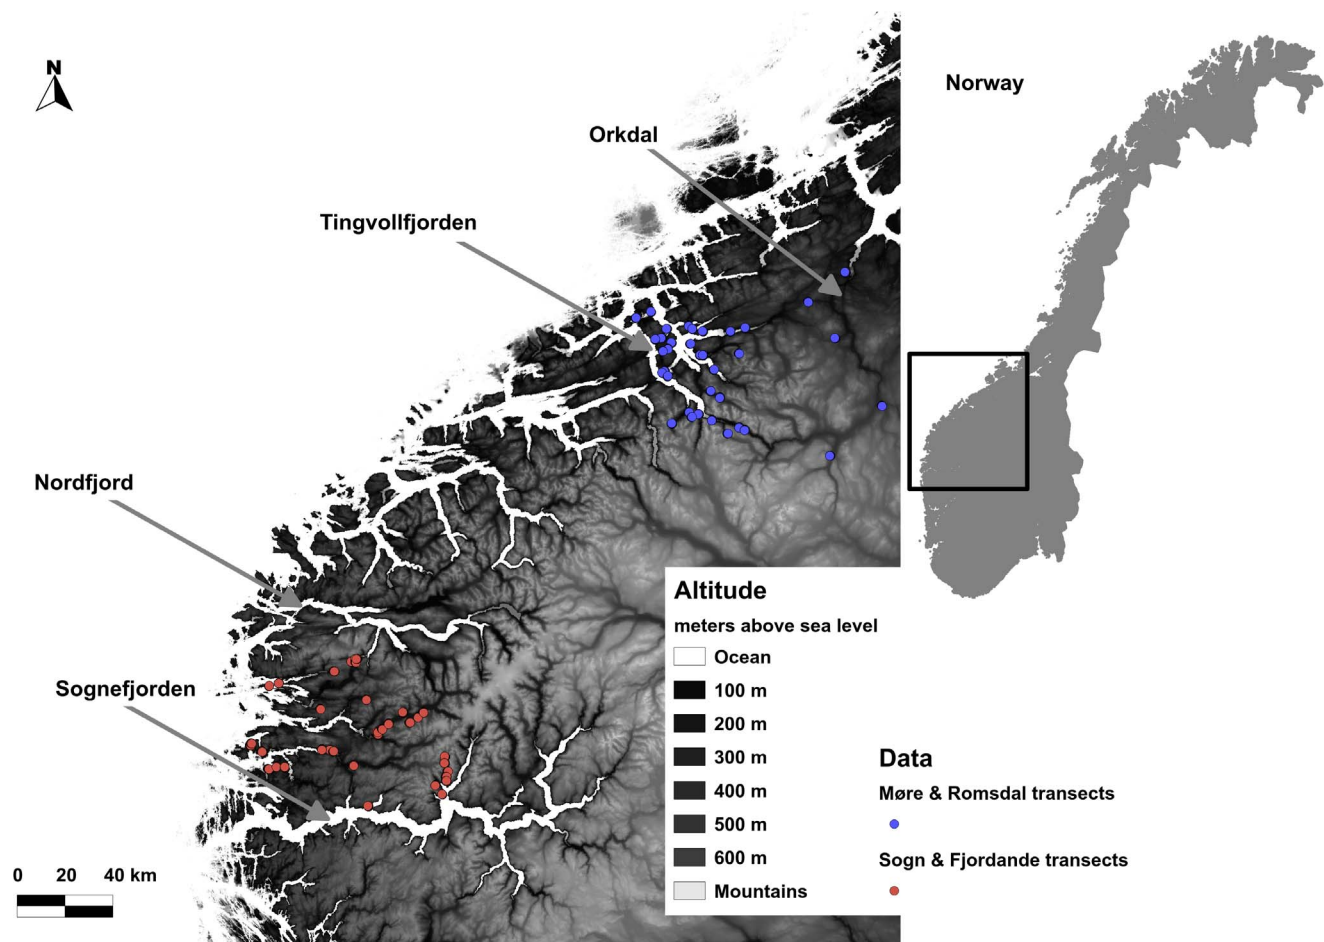 N
Norway
Orkdal
Tingvollfjorden
Nordfjord
Sognefjorden
Altitude
meters above sea level
Ocean
100 m
200 m
300 m
400 m
500 m
600 m
Mountains
Data
Møre & Romsdal transects
Sogn & Fjordande transects
0 20 40 km